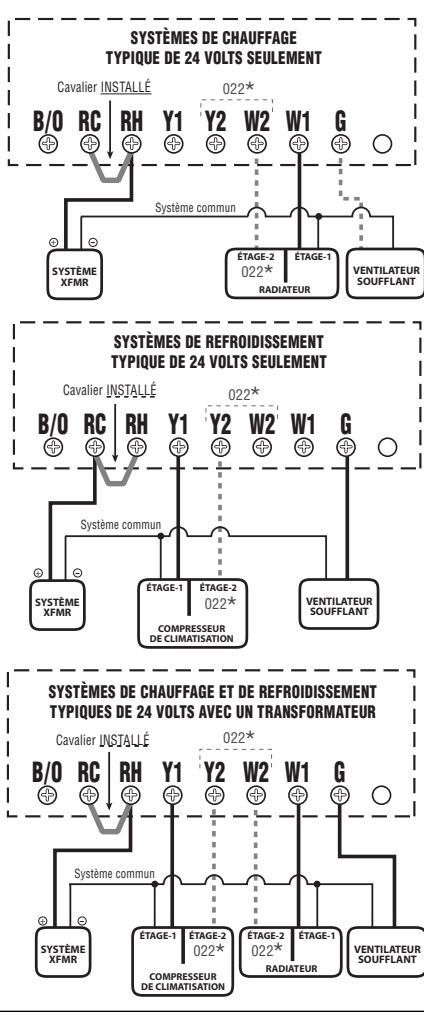 SYSTÈMES DE CHAUFFAGE
TYPIQUE DE 24 VOLTS SEULEMENT
Cavalier INSTALLÉ
022*
B/O RC RH Y1 Y2 W2 W1 G
Système commun
+ −
SYSTÈME
XFMR
ÉTAGE-2 ÉTAGE-1
022*
RADIATEUR
VENTILATEUR
SOUFFLANT
SYSTÈMES DE REFROIDISSEMENT
TYPIQUE DE 24 VOLTS SEULEMENT
Cavalier INSTALLÉ
022*
B/O RC RH Y1 Y2 W2 W1 G
Système commun
+ −
SYSTÈME
XFMR
ÉTAGE-1 ÉTAGE-2
022*
COMPRESSEUR
DE CLIMATISATION
VENTILATEUR
SOUFFLANT
SYSTÈMES DE CHAUFFAGE ET DE REFROIDISSEMENT
TYPIQUES DE 24 VOLTS AVEC UN TRANSFORMATEUR
Cavalier INSTALLÉ
022*
B/O RC RH Y1 Y2 W2 W1 G
Système commun
+ −
SYSTÈME
XFMR
ÉTAGE-1 ÉTAGE-2
022*
COMPRESSEUR
DE CLIMATISATION
ÉTAGE-2 ÉTAGE-1
022*
RADIATEUR
VENTILATEUR
SOUFFLANT